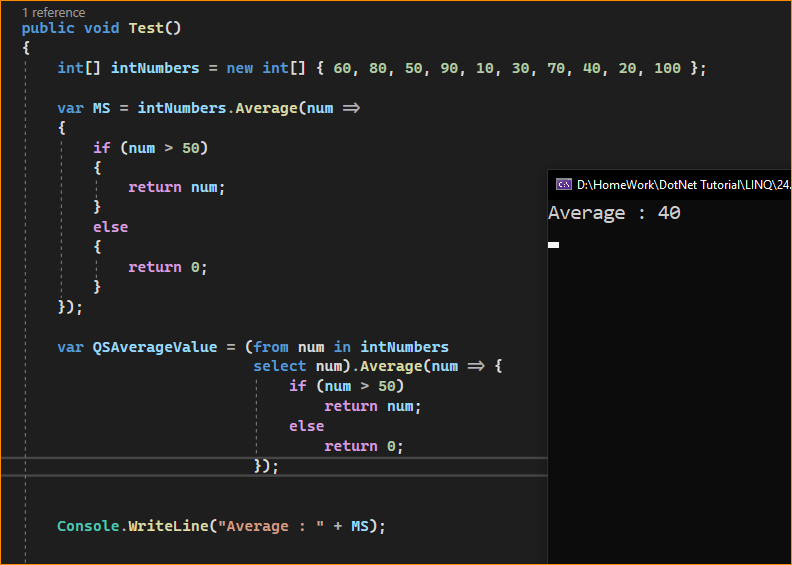 1 reference
public void Test()
{
int[] intNumbers = new int[] { 60, 80, 50, 90, 10, 30, 70, 40, 20, 100 };
var MS = intNumbers.Average(num =>
{
if (num > 50)
{
return num;
}
else
{
return 0;
}
});
var QSAverageValue = (from num in intNumbers
select num).Average(num => {
if (num > 50)
return num;
else
return 0;
});
Console.WriteLine("Average : " + MS);
C:\ D:\HomeWork\DotNet Tutorial\LINQ\24.
Average : 40